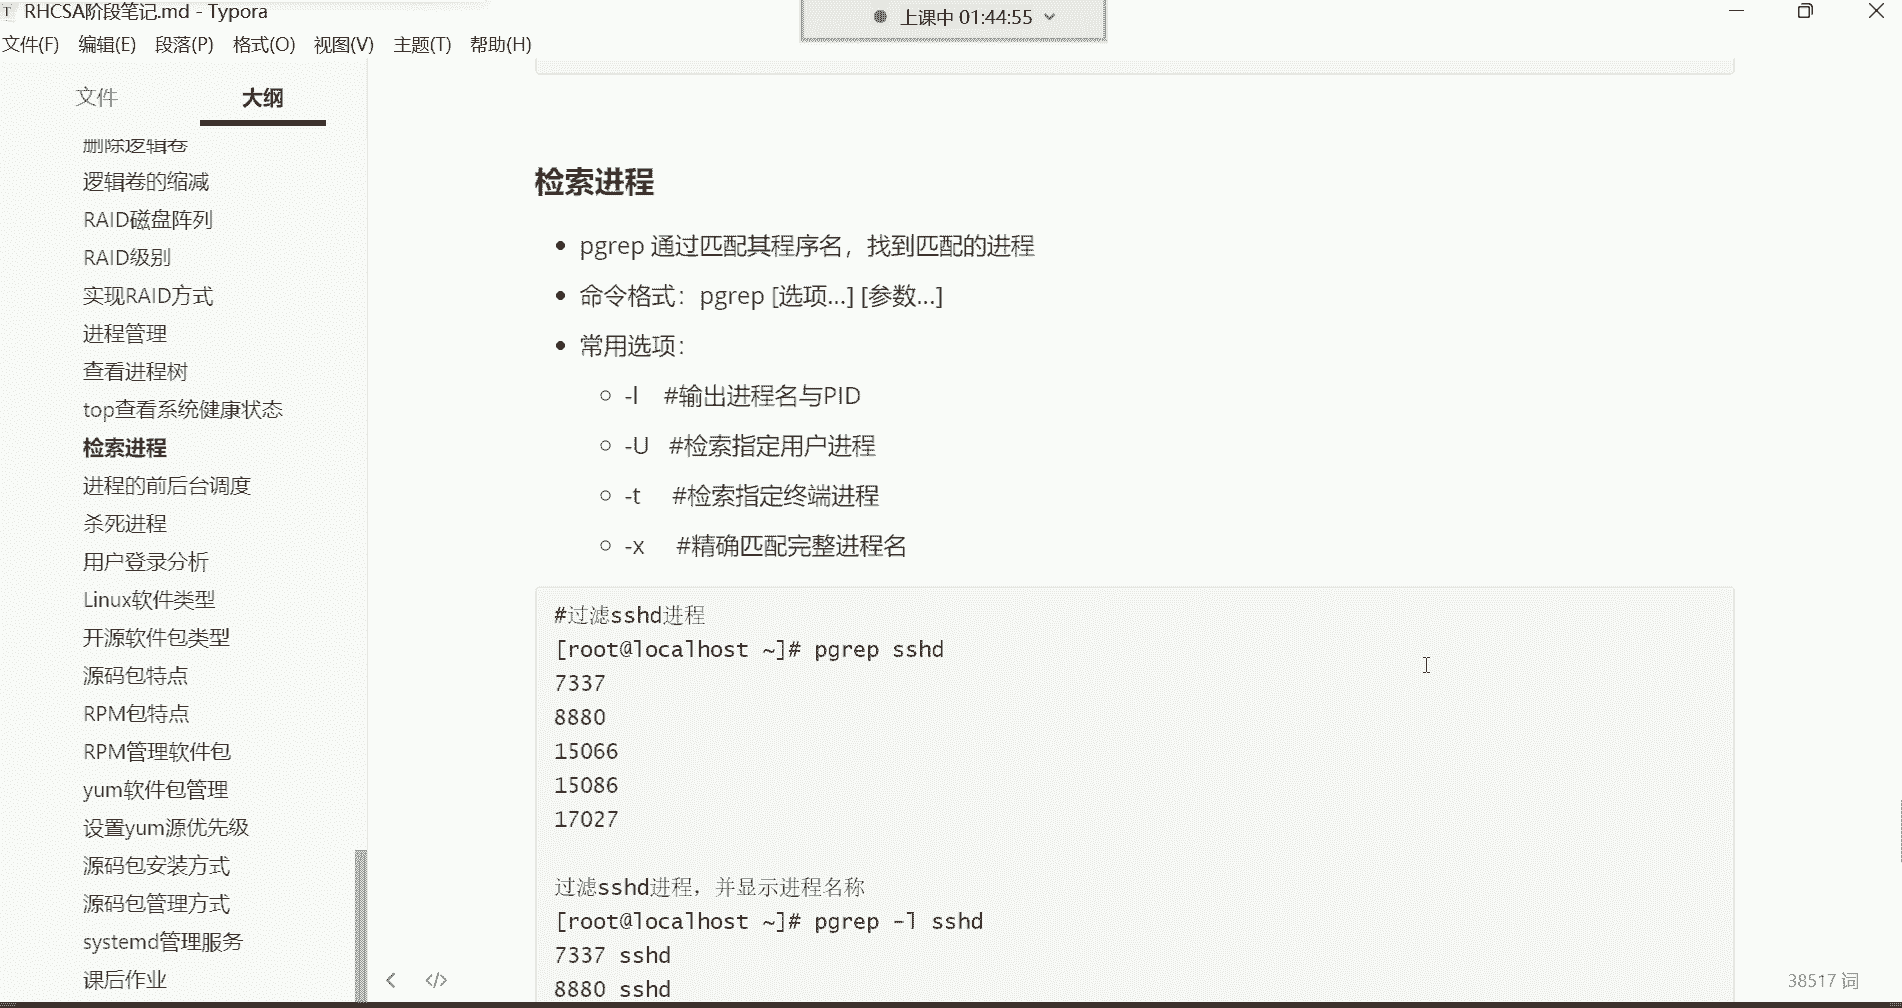 RHCSA阶段笔记.md - Typora
上课中 01:44:55
文件(F) 编辑(E) 段落(P) 格式(O) 视图(V) 主题(T) 帮助(H)
文件 大纲
删除逻辑卷
逻辑卷的缩减
RAID磁盘阵列
RAID级别
实现RAID方式
进程管理
查看进程树
top查看系统健康状态
检索进程
进程的前后台调度
杀死进程
用户登录分析
Linux软件类型
开源软件包类型
源码包特点
RPM包特点
RPM管理软件包
yum软件包管理
设置yum源优先级
源码包安装方式
源码包管理方式
systemd管理服务
课后作业
检索进程
pgrep 通过匹配其程序名，找到匹配的进程
命令格式：pgrep [选项...] [参数...]
常用选项：
-l #输出进程名与PID
-U #检索指定用户进程
-t #检索指定终端进程
-x #精确匹配完整进程名
#过滤sshd进程
[root@localhost ~]# pgrep sshd
7337
8880
15066
15086
17027
过滤sshd进程，并显示进程名称
[root@localhost ~]# pgrep -l sshd
7337 sshd
8880 sshd
38517 词